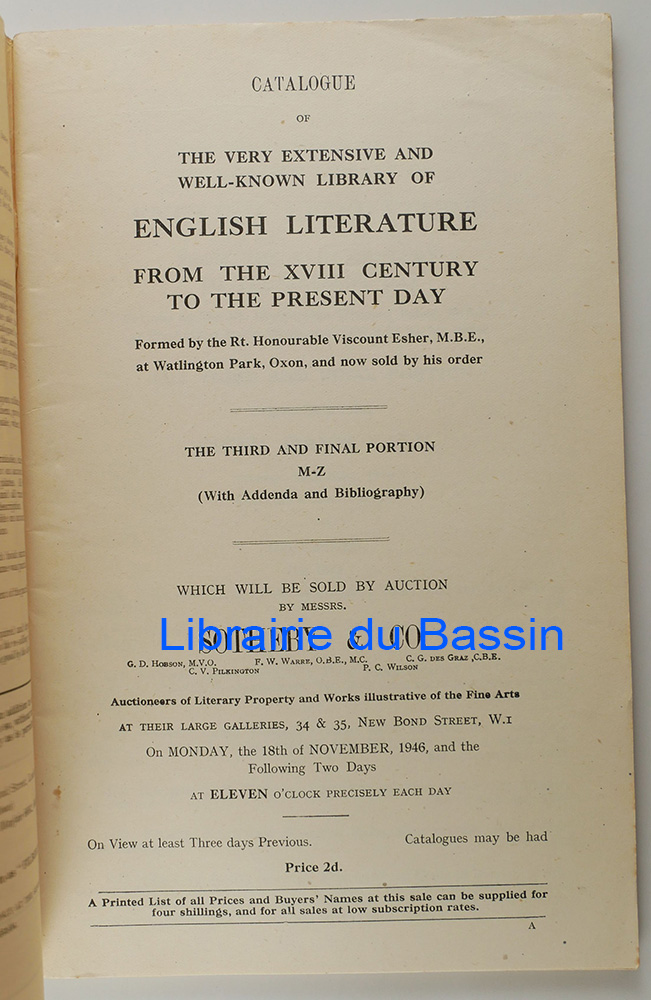 CATALOGUE
OF
THE VERY EXTENSIVE AND
WELL-KNOWN LIBRARY OF
ENGLISH LITERATURE
FROM THE XVIII CENTURY
TO THE PRESENT DAY
Formed by the Rt. Honourable Viscount Esher, M.B.E.,
at Watlington Park, Oxon, and now sold by his order
THE THIRD AND FINAL PORTION
M-Z
(With Addenda and Bibliography)
WHICH WILL BE SOLD BY AUCTION
BY MESSRS.
SOTHEBY & CO
Librairie du Bassin
G. D. HOBSON, M.V.O. F. W. WARRE, O.B.E., M.C. C. G. DES GRAZ, C.B.E.
C. V. PILKINGTON P. C. WILSON
Auctioneers of Literary Property and Works illustrative of the Fine Arts
AT THEIR LARGE GALLERIES, 34 & 35, NEW BOND STREET, W.1
On MONDAY, the 18th of NOVEMBER, 1946, and the
Following Two Days
AT ELEVEN O'CLOCK PRECISELY EACH DAY
On View at least Three days Previous. Catalogues may be had
Price 2d.
A Printed List of all Prices and Buyers' Names at this sale can be supplied for
four shillings, and for all sales at low subscription rates.
A